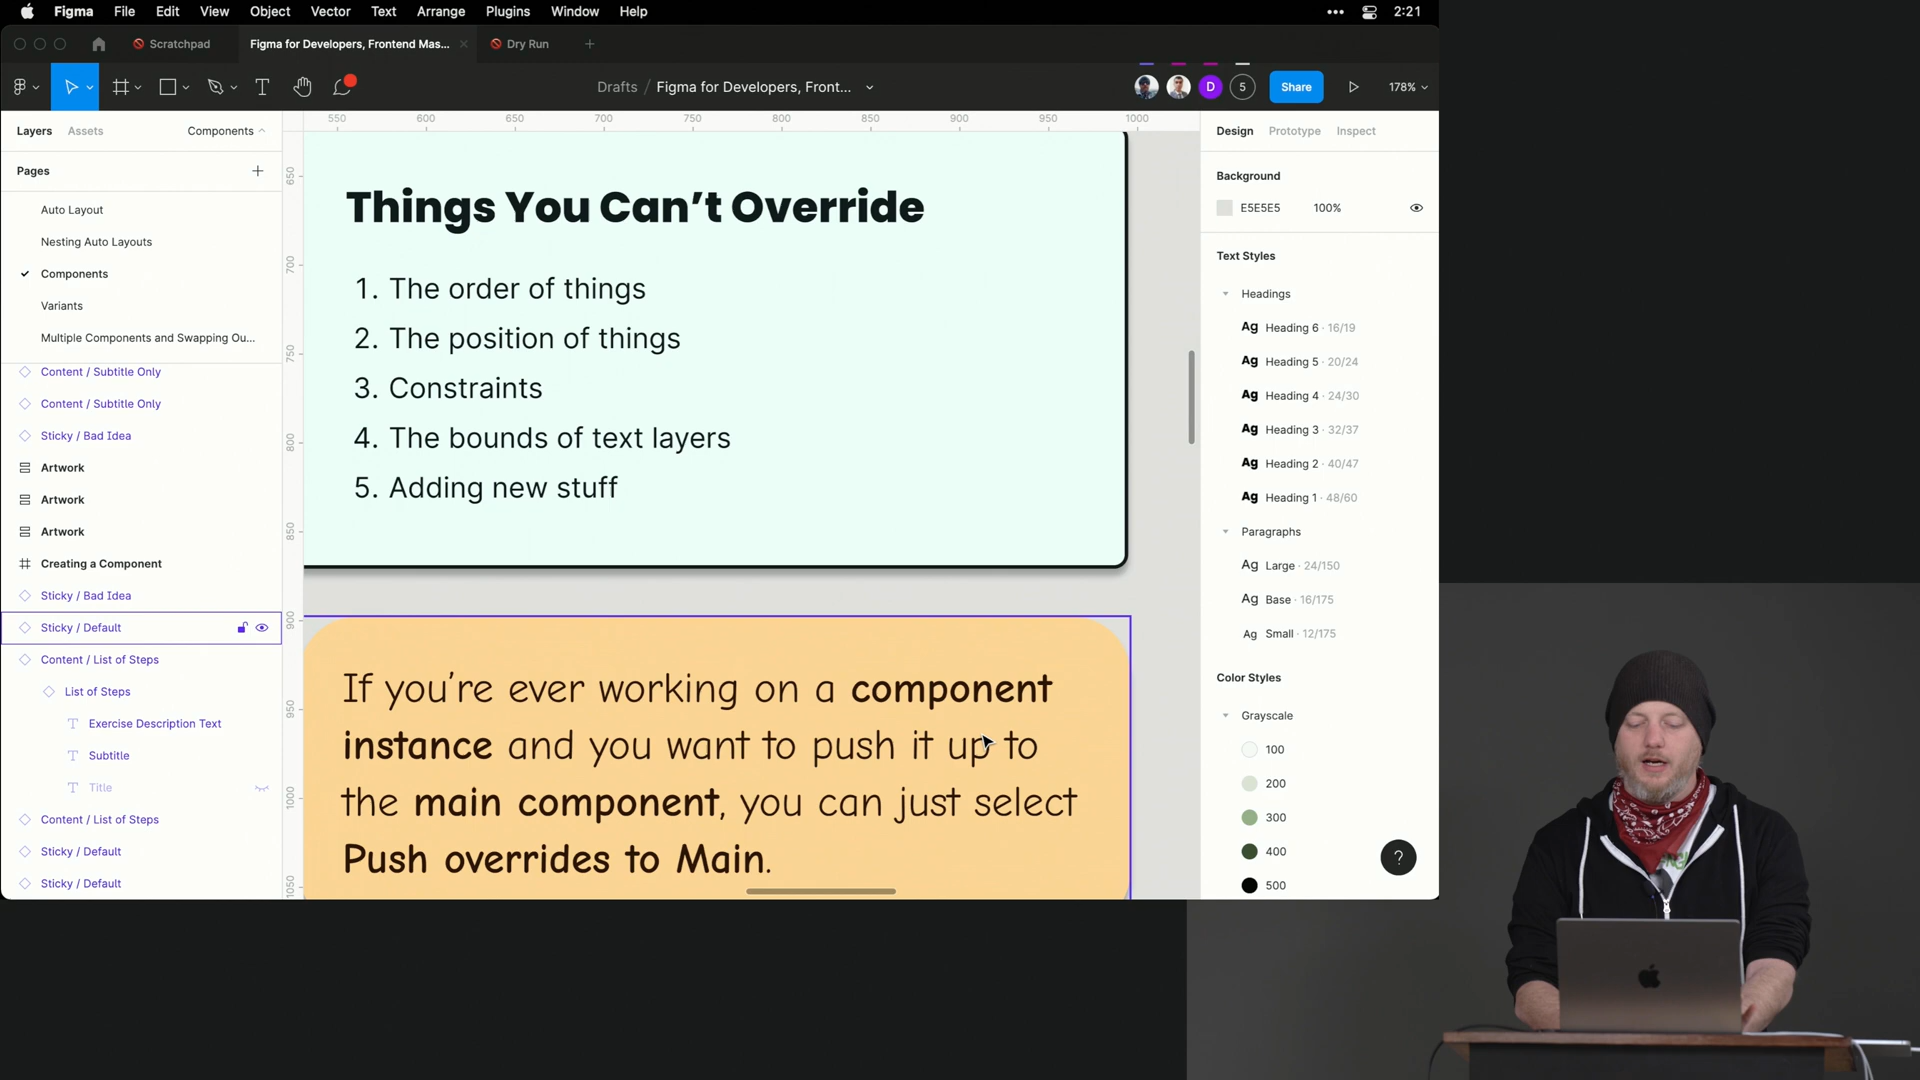 Figma File Edit View Object Vector Text Arrange Plugins Window Help 2:21
Scratchpad Figma for Developers, Frontend Mas... Dry Run
Drafts / Figma for Developers, Front... D 5 Share 178%
Layers Assets Components
Pages
Auto Layout
Nesting Auto Layouts
Components
Variants
Multiple Components and Swapping Ou...
Content / Subtitle Only
Content / Subtitle Only
Sticky / Bad Idea
Artwork
Artwork
Artwork
Creating a Component
Sticky / Bad Idea
Sticky / Default
Content / List of Steps
List of Steps
Exercise Description Text
Subtitle
Title
Content / List of Steps
Sticky / Default
Sticky / Default
550 600 650 700 750 800 850 900 950 1000
650
700
750
800
850
900
950
1000
1050
Things You Can’t Override
1. The order of things
2. The position of things
3. Constraints
4. The bounds of text layers
5. Adding new stuff
If you’re ever working on a component
instance and you want to push it up to
the main component, you can just select
Push overrides to Main.
Design Prototype Inspect
Background
E5E5E5 100%
Text Styles
Headings
Ag Heading 6 · 16/19
Ag Heading 5 · 20/24
Ag Heading 4 · 24/30
Ag Heading 3 · 32/37
Ag Heading 2 · 40/47
Ag Heading 1 · 48/60
Paragraphs
Ag Large · 24/150
Ag Base · 16/175
Ag Small · 12/175
Color Styles
Grayscale
100
200
300
400
500
?